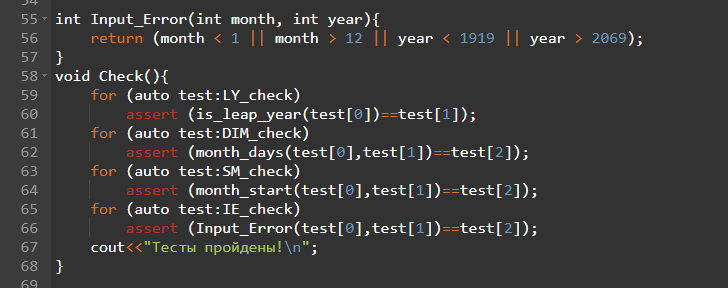 54
55 int Input_Error(int month, int year){
56 return (month < 1 || month > 12 || year < 1919 || year > 2069);
57 }
58 void Check(){
59 for (auto test:LY_check)
60 assert (is_leap_year(test[0])==test[1]);
61 for (auto test:DIM_check)
62 assert (month_days(test[0],test[1])==test[2]);
63 for (auto test:SM_check)
64 assert (month_start(test[0],test[1])==test[2]);
65 for (auto test:IE_check)
66 assert (Input_Error(test[0],test[1])==test[2]);
67 cout<<"Тесты пройдены!\n";
68 }
69